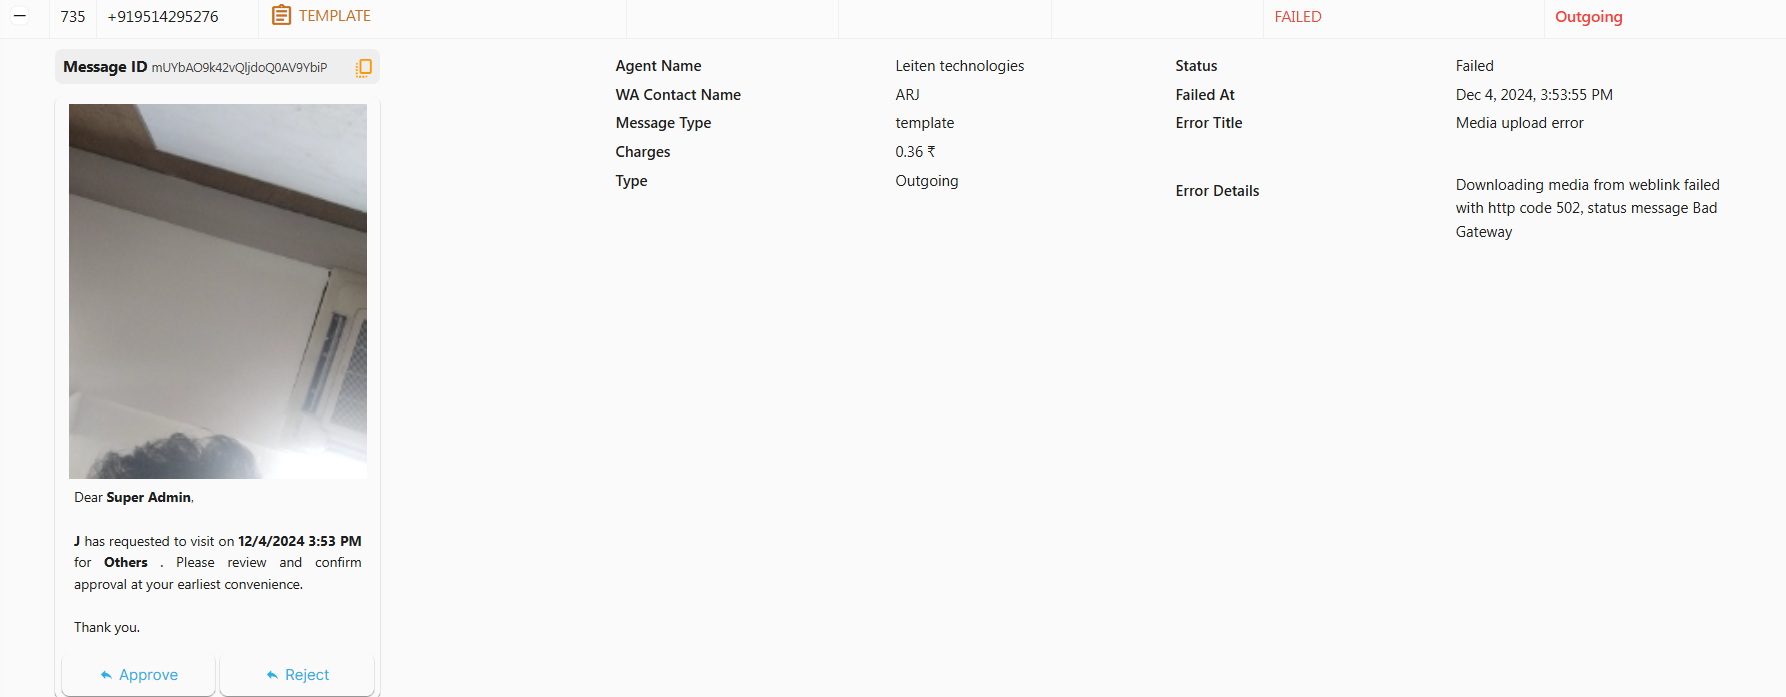 735 +919514295276 TEMPLATE FAILED Outgoing
Message ID mUYbAO9k42vQljdoQ0AV9YbiP
Dear Super Admin,
J has requested to visit on 12/4/2024 3:53 PM
for Others . Please review and confirm
approval at your earliest convenience.
Thank you.
Approve Reject
Agent Name Leiten technologies
WA Contact Name ARJ
Message Type template
Charges 0.36 ₹
Type Outgoing
Status Failed
Failed At Dec 4, 2024, 3:53:55 PM
Error Title Media upload error
Error Details Downloading media from weblink failed
with http code 502, status message Bad
Gateway